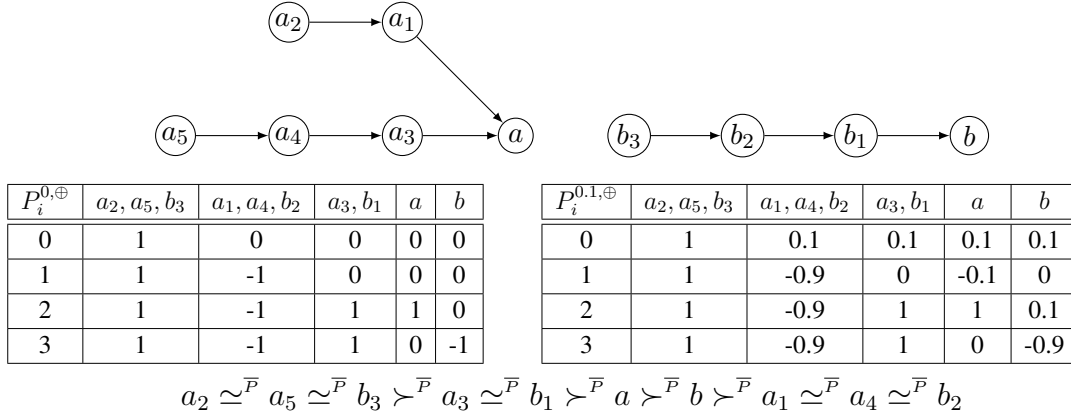 a₂ a₁
a₅ a₄ a₃ a b₃ b₂ b₁ b
Pᵢ^{0,⊕} a₂, a₅, b₃ a₁, a₄, b₂ a₃, b₁ a b
0 1 0 0 0 0
1 1 -1 0 0 0
2 1 -1 1 1 0
3 1 -1 1 0 -1
Pᵢ^{0.1,⊕} a₂, a₅, b₃ a₁, a₄, b₂ a₃, b₁ a b
0 1 0.1 0.1 0.1 0.1
1 1 -0.9 0 -0.1 0
2 1 -0.9 1 1 0.1
3 1 -0.9 1 0 -0.9
a₂ ≃^{P̅} a₅ ≃^{P̅} b₃ ≻^{P̅} a₃ ≃^{P̅} b₁ ≻^{P̅} a ≻^{P̅} b ≻^{P̅} a₁ ≃^{P̅} a₄ ≃^{P̅} b₂